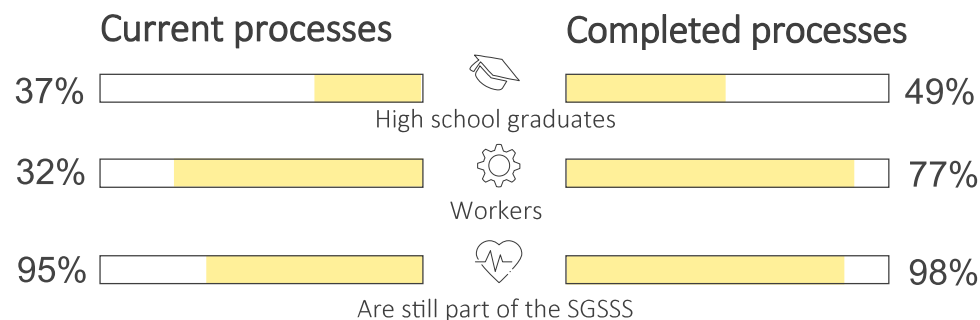 Current processes
Completed processes
37%
49%
High school graduates
32%
77%
Workers
95%
98%
Are still part of the SGSSS